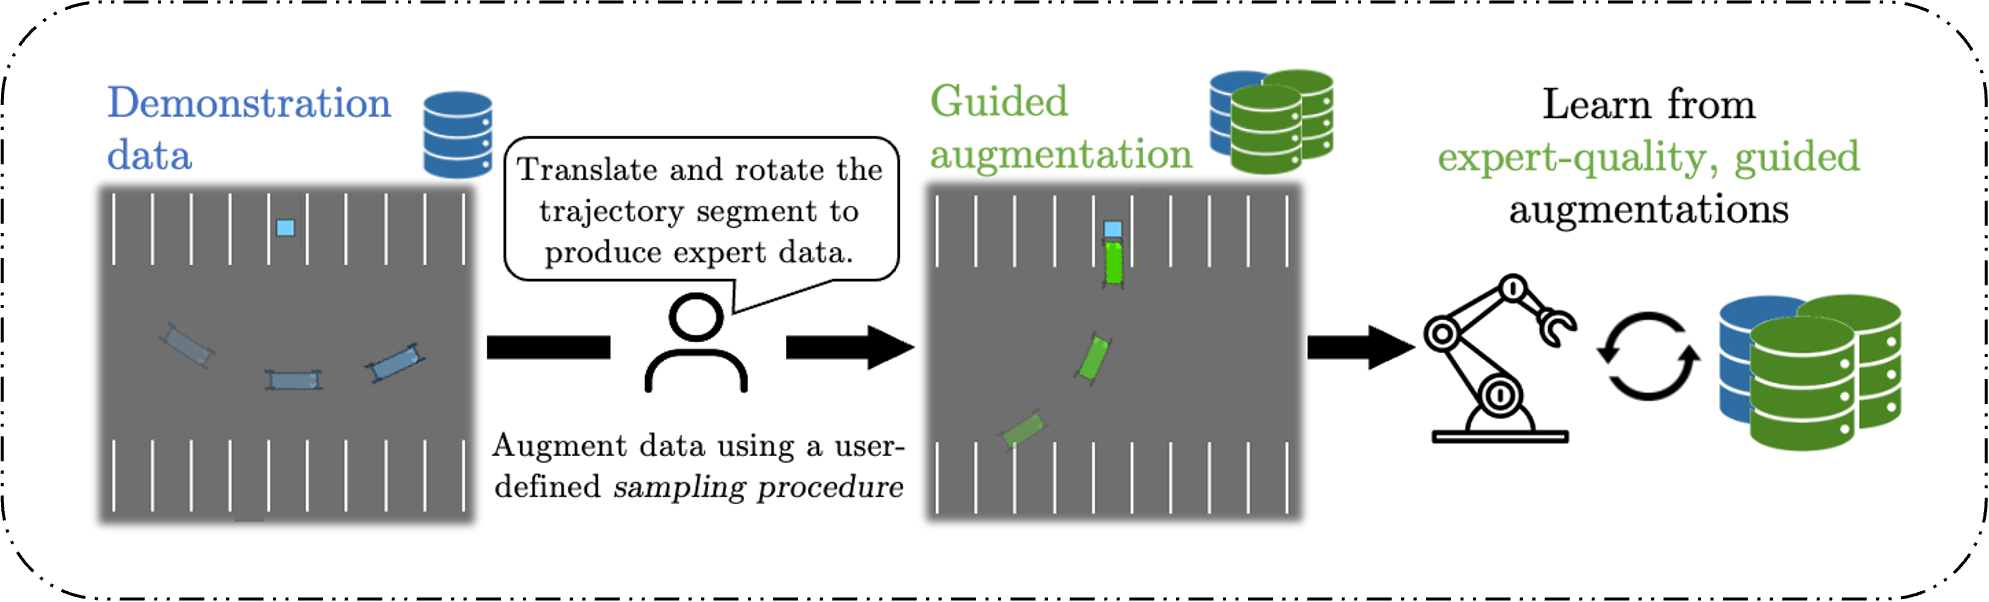 Demonstration
data
Translate and rotate the
trajectory segment to
produce expert data.
Augment data using a user-
defined sampling procedure
Guided
augmentation
Learn from
expert-quality, guided
augmentations